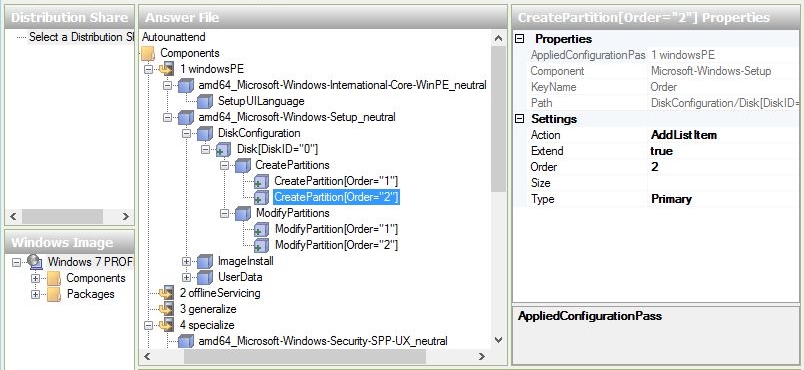 Distribution Share
Select a Distribution Sh
Windows Image
Windows 7 PROF
Components
Packages
Answer File
Autounattend
Components
1 windowsPE
amd64_Microsoft-Windows-International-Core-WinPE_neutral
SetupUILanguage
amd64_Microsoft-Windows-Setup_neutral
DiskConfiguration
Disk[DiskID="0"]
CreatePartitions
CreatePartition[Order="1"]
CreatePartition[Order="2"]
ModifyPartitions
ModifyPartition[Order="1"]
ModifyPartition[Order="2"]
ImageInstall
UserData
2 offlineServicing
3 generalize
4 specialize
amd64_Microsoft-Windows-Security-SPP-UX_neutral
CreatePartition[Order="2"] Properties
Properties
AppliedConfigurationPas 1 windowsPE
Component Microsoft-Windows-Setup
KeyName Order
Path DiskConfiguration/Disk[DiskID=
Settings
Action AddListItem
Extend true
Order 2
Size
Type Primary
AppliedConfigurationPass